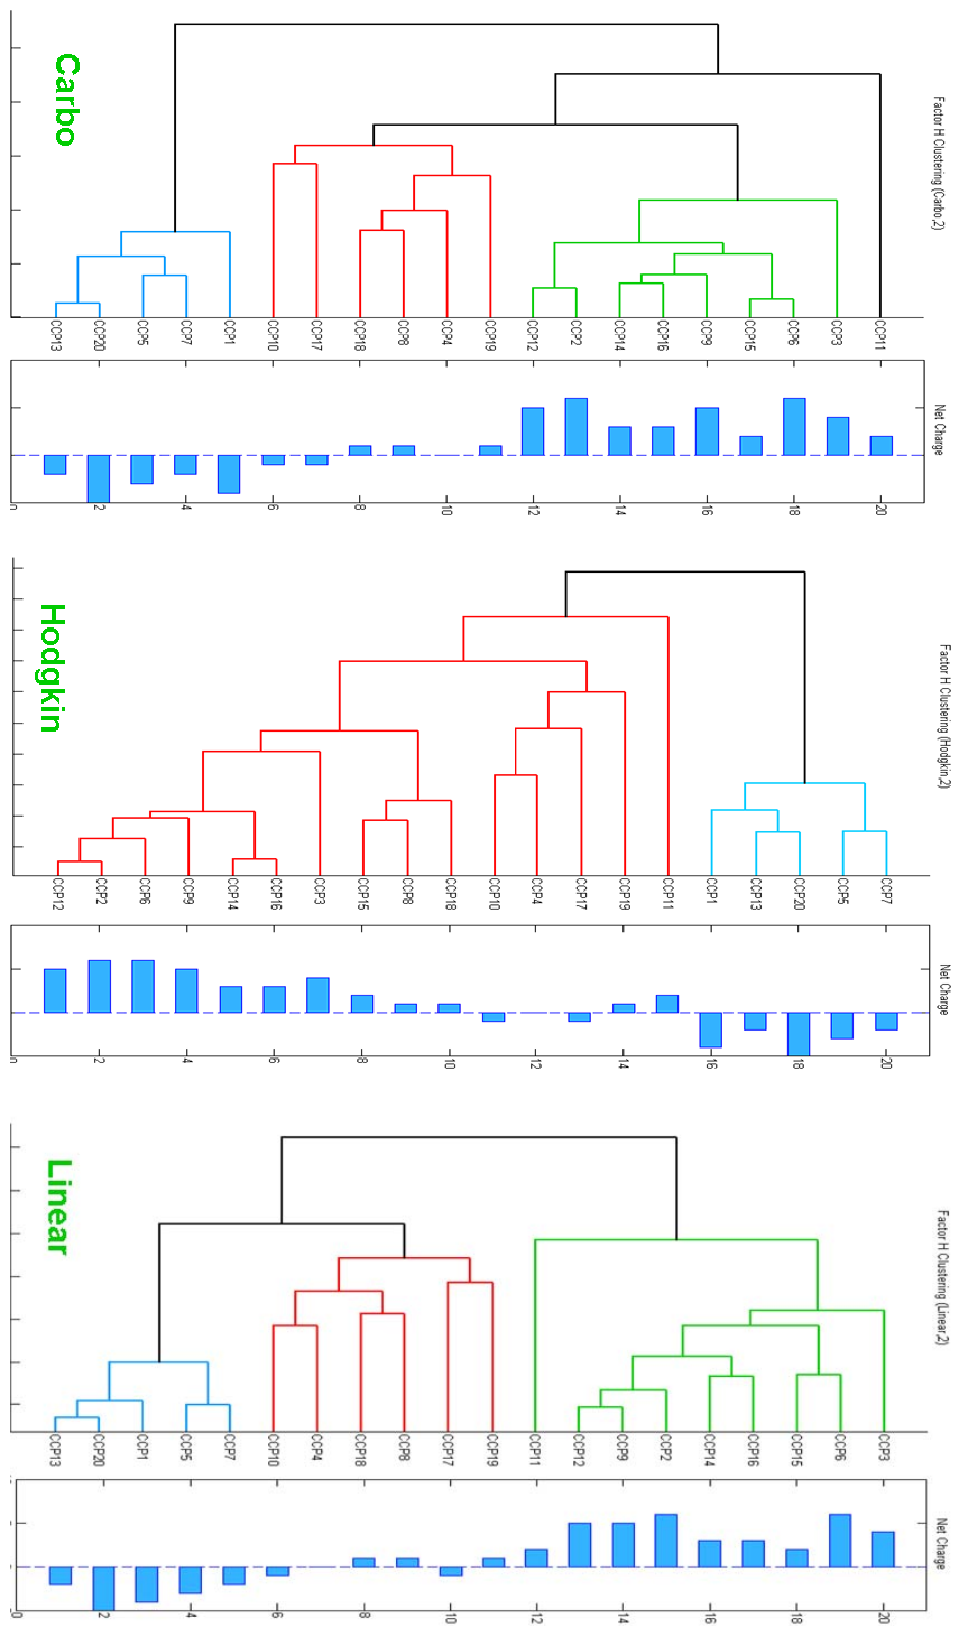 Carbo
Factor H Clustering (Carbo,2)
CCP13 CCP20 CCP5 CCP7 CCP1 CCP10 CCP17 CCP18 CCP8 CCP4 CCP19 CCP12 CCP2 CCP14 CCP16 CCP9 CCP15 CCP6 CCP3 CCP11
Net Charge
0 2 4 6 8 10 12 14 16 18 20
Hodgkin
Factor H Clustering (Hodgkin,2)
CCP12 CCP2 CCP6 CCP9 CCP14 CCP16 CCP3 CCP15 CCP8 CCP18 CCP10 CCP4 CCP17 CCP19 CCP11 CCP1 CCP13 CCP20 CCP5 CCP7
Net Charge
0 2 4 6 8 10 12 14 16 18 20
Linear
Factor H Clustering (Linear,2)
CCP13 CCP20 CCP1 CCP5 CCP7 CCP10 CCP4 CCP18 CCP8 CCP17 CCP19 CCP11 CCP12 CCP9 CCP2 CCP14 CCP16 CCP15 CCP6 CCP3
Net Charge
0 2 4 6 8 10 12 14 16 18 20